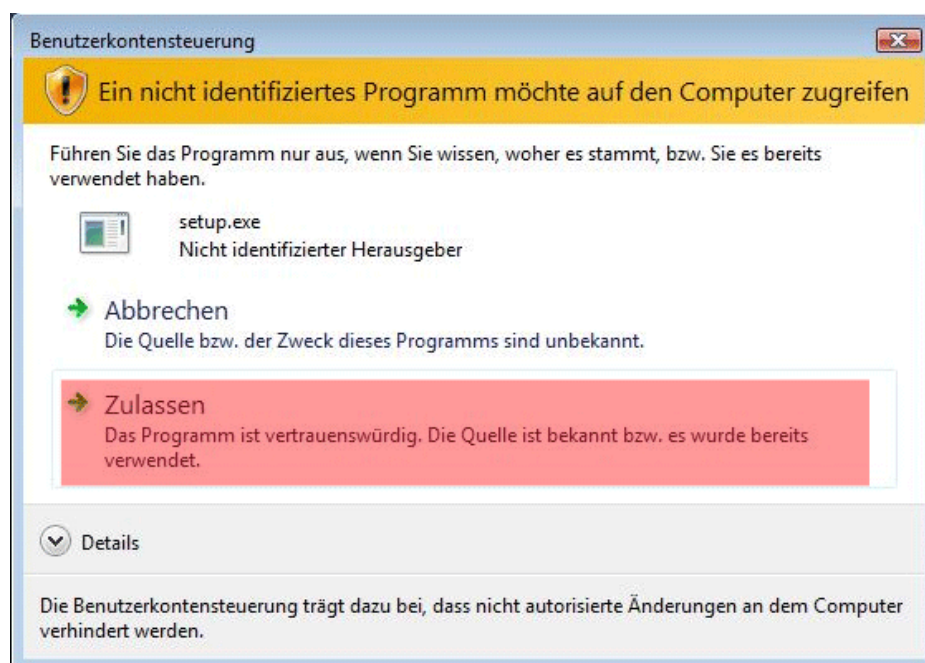 Benutzerkontensteuerung
Ein nicht identifiziertes Programm möchte auf den Computer zugreifen
Führen Sie das Programm nur aus, wenn Sie wissen, woher es stammt, bzw. Sie es bereits
verwendet haben.
setup.exe
Nicht identifizierter Herausgeber
Abbrechen
Die Quelle bzw. der Zweck dieses Programms sind unbekannt.
Zulassen
Das Programm ist vertrauenswürdig. Die Quelle ist bekannt bzw. es wurde bereits
verwendet.
Details
Die Benutzerkontensteuerung trägt dazu bei, dass nicht autorisierte Änderungen an dem Computer
verhindert werden.